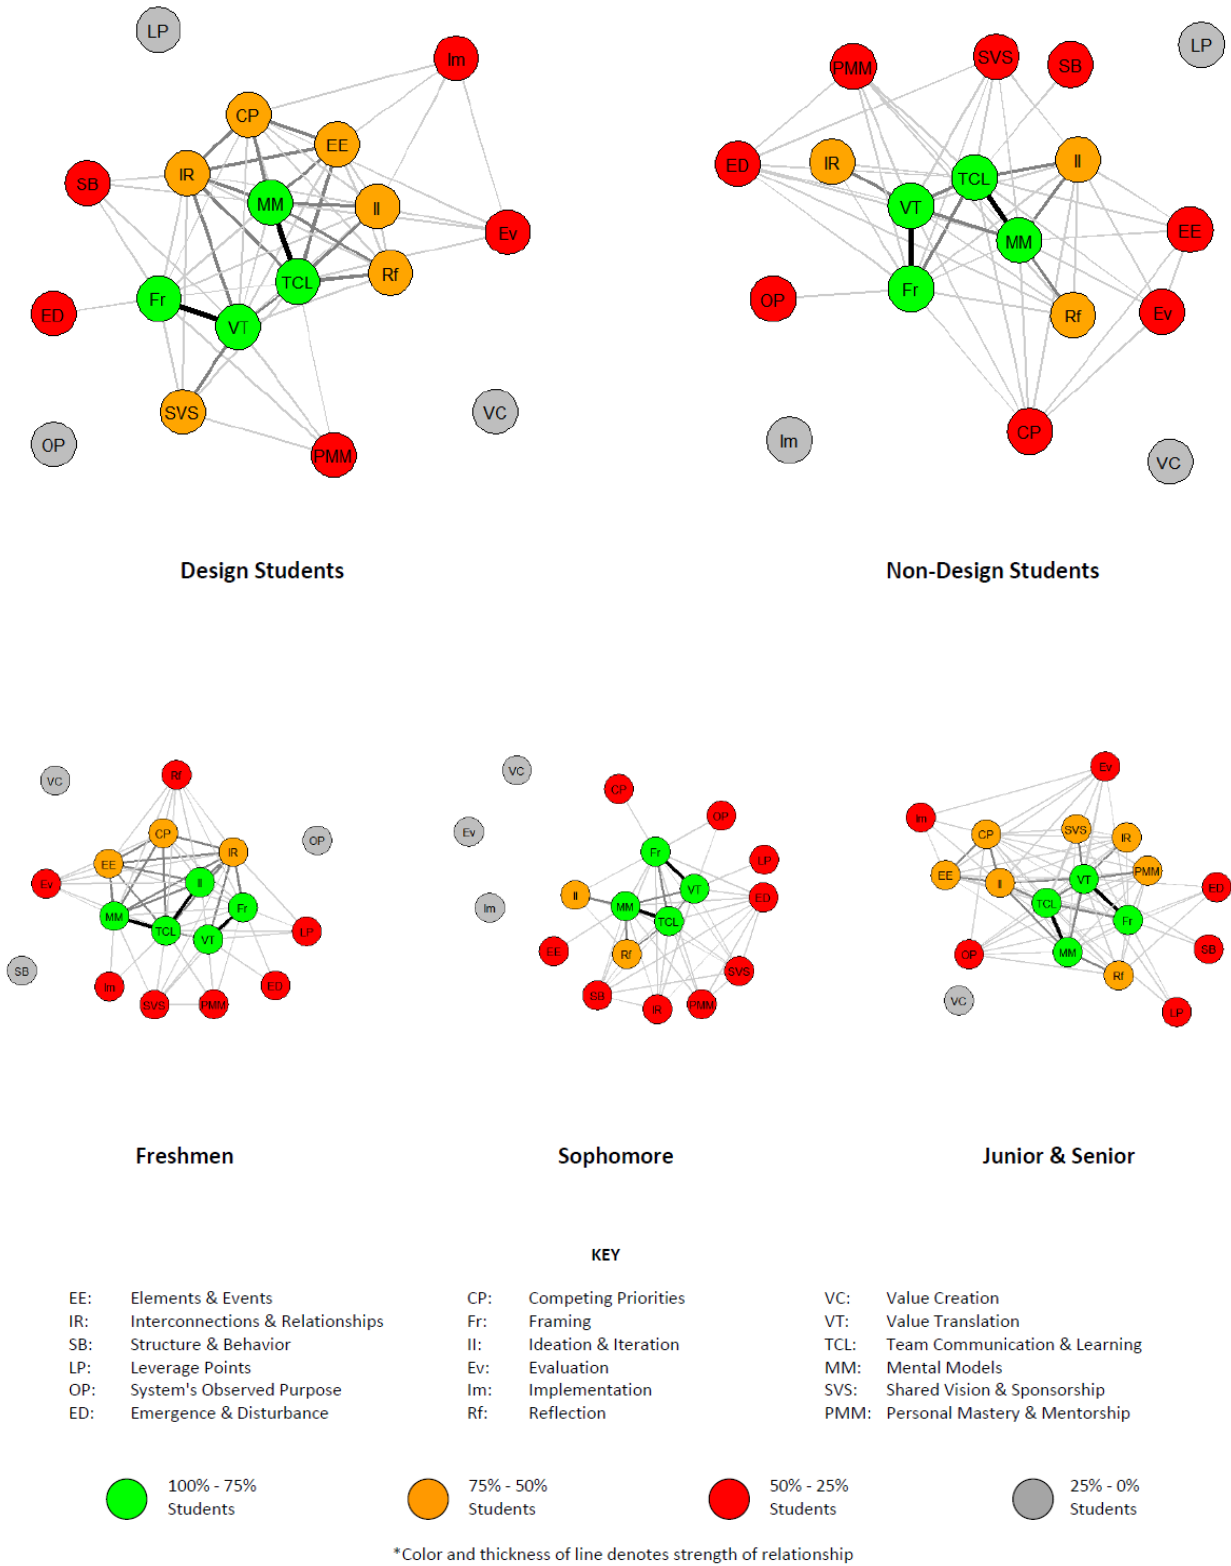 LP
Im
CP
EE
IR
SB
MM
II
Ev
Rf
TCL
Fr
ED
VT
SVS
VC
OP
PMM
Design Students
LP
SVS
SB
PMM
II
IR
ED
TCL
VT
EE
MM
Fr
OP
Ev
Rf
CP
Im
VC
Non-Design Students
Rf
VC
CP
OP
IR
EE
II
Ev
Fr
MM
TCL
LP
VT
SB
ED
Im
SVS
PMM
Freshmen
VC
CP
OP
Ev
Fr
LP
VT
II
ED
MM
Im
TCL
EE
Rf
SVS
SB
PMM
IR
Sophomore
Ev
Im
SVS
CP
IR
PMM
EE
VT
II
ED
TCL
Fr
SB
MM
OP
Rf
VC
LP
Junior & Senior
KEY
EE: Elements & Events
IR: Interconnections & Relationships
SB: Structure & Behavior
LP: Leverage Points
OP: System's Observed Purpose
ED: Emergence & Disturbance
CP: Competing Priorities
Fr: Framing
II: Ideation & Iteration
Ev: Evaluation
Im: Implementation
Rf: Reflection
VC: Value Creation
VT: Value Translation
TCL: Team Communication & Learning
MM: Mental Models
SVS: Shared Vision & Sponsorship
PMM: Personal Mastery & Mentorship
100% - 75%
Students
75% - 50%
Students
50% - 25%
Students
25% - 0%
Students
*Color and thickness of line denotes strength of relationship